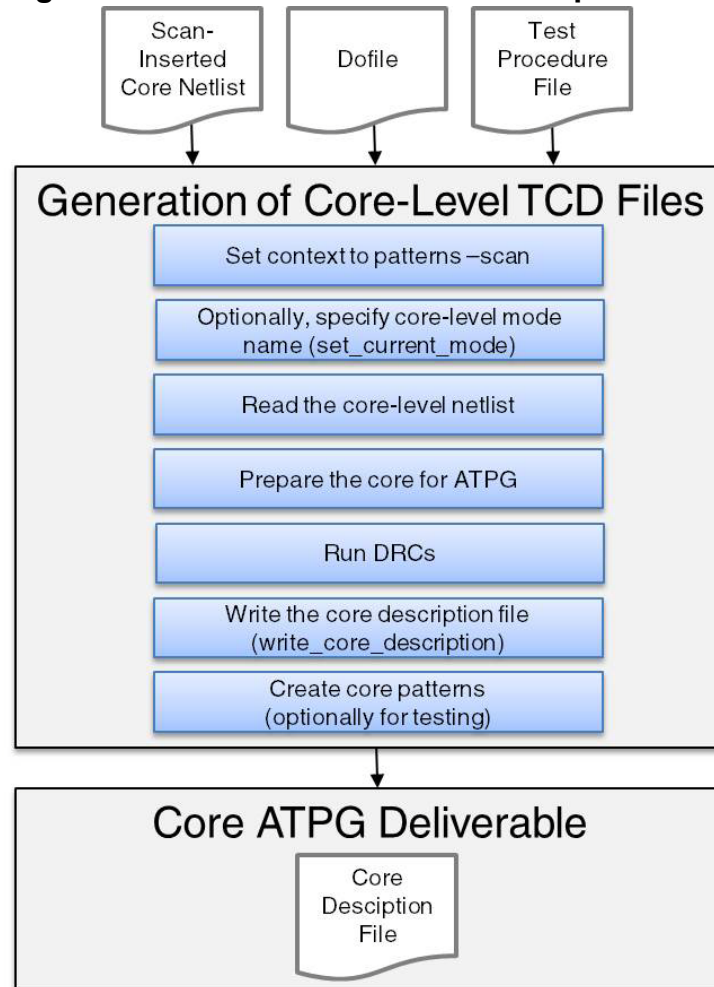 Scan-
Inserted
Core Netlist
Dofile
Test
Procedure
File
Generation of Core-Level TCD Files
Set context to patterns –scan
Optionally, specify core-level mode
name (set_current_mode)
Read the core-level netlist
Prepare the core for ATPG
Run DRCs
Write the core description file
(write_core_description)
Create core patterns
(optionally for testing)
Core ATPG Deliverable
Core
Desciption
File